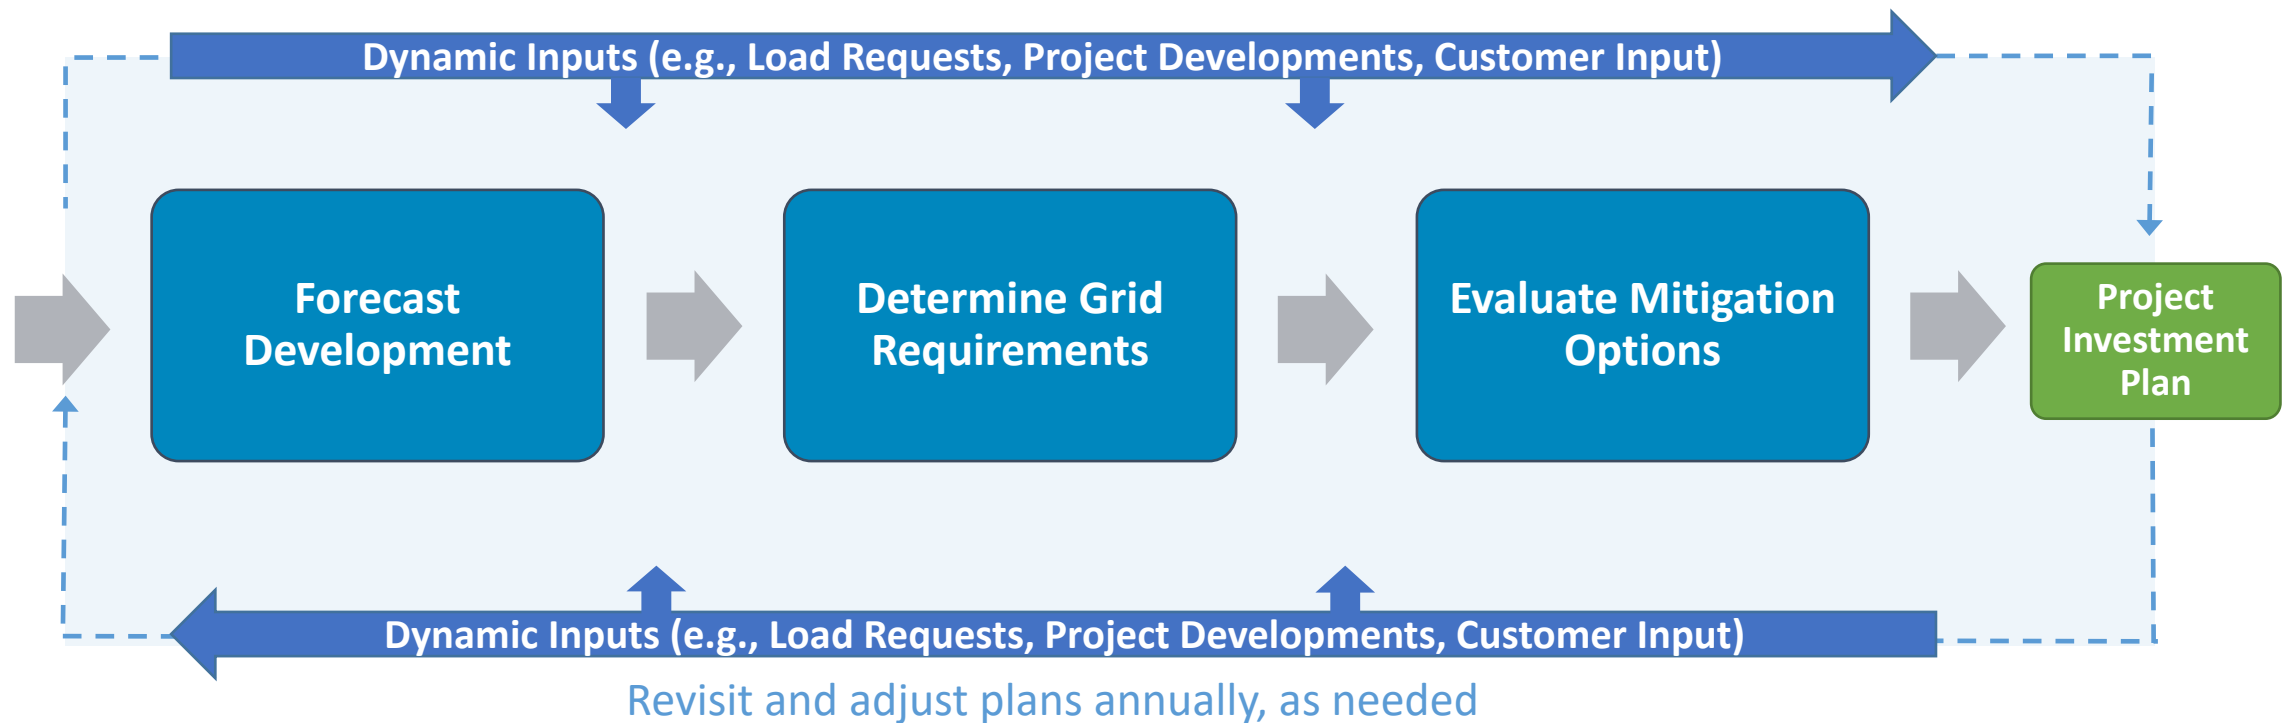 Dynamic Inputs (e.g., Load Requests, Project Developments, Customer Input)
Forecast
Development
Determine Grid
Requirements
Evaluate Mitigation
Options
Project
Investment
Plan
Dynamic Inputs (e.g., Load Requests, Project Developments, Customer Input)
Revisit and adjust plans annually, as needed